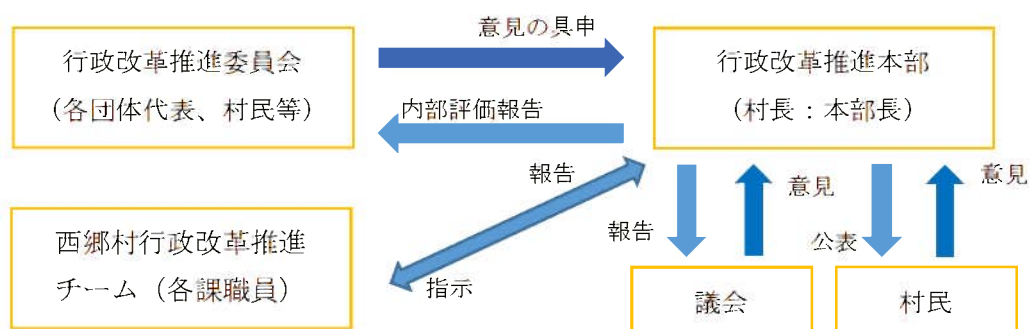 意見の具申
行政改革推進委員会
（各団体代表、村民等）
行政改革推進本部
（村長：本部長）
内部評価報告
報告
意見
意見
報告
公表
西郷村行政改革推進
チーム（各課職員）
指示
議会
村民